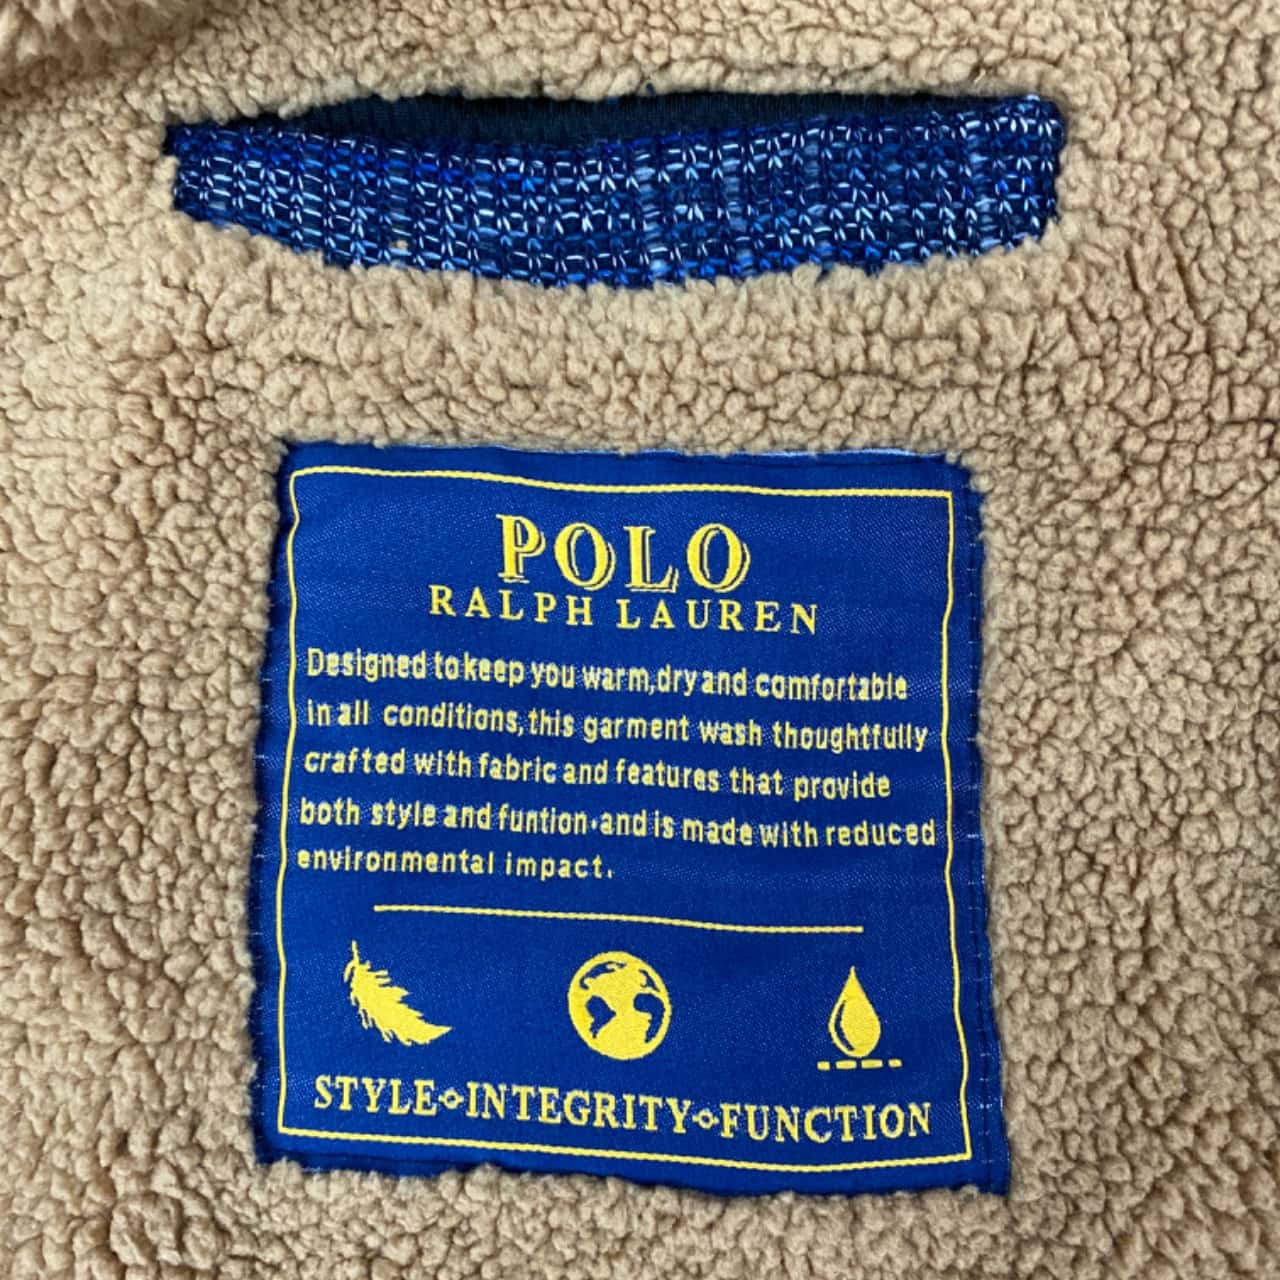 POLO
RALPH LAUREN
Designed to keep you warm,dry and comfortable
in all conditions,this garment wash thoughtfully
crafted with fabric and features that provide
both style and funtion·and is made with reduced
environmental impact.
STYLE⋄INTEGRITY⋄FUNCTION